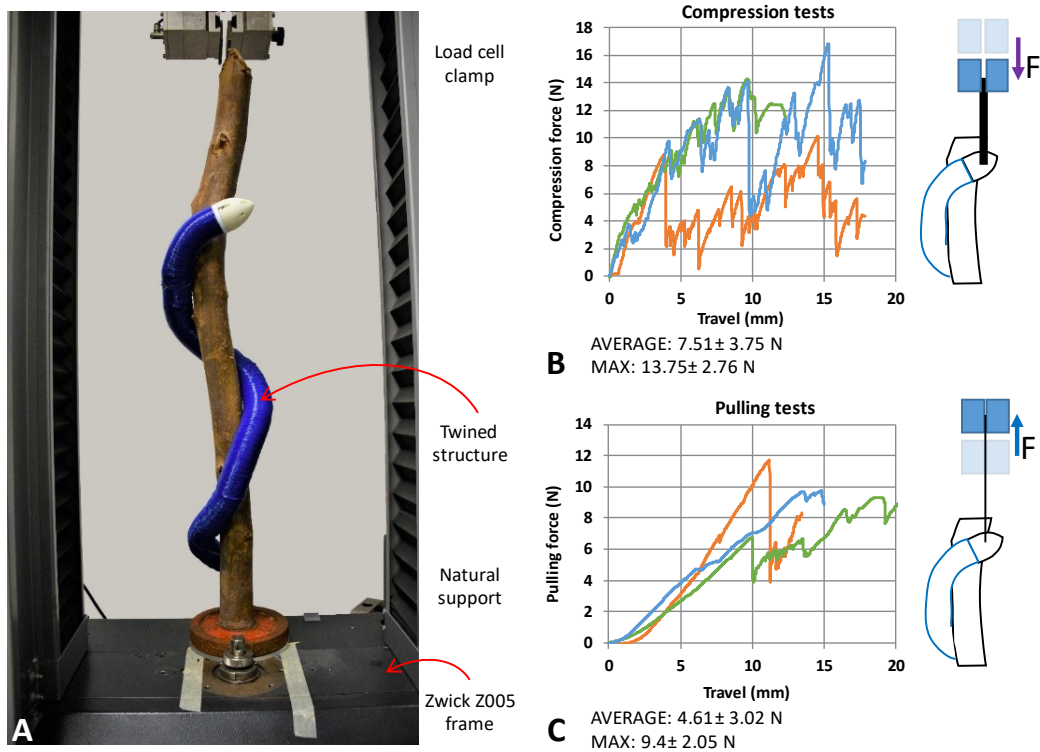 Load cell
clamp
Twined
structure
Natural
support
Zwick Z005
frame
A
Compression tests
Compression force (N)
18
16
14
12
10
8
6
4
2
0
0 5 10 15 20
Travel (mm)
F
B
AVERAGE: 7.51± 3.75 N
MAX: 13.75± 2.76 N
Pulling tests
Pulling force (N)
14
12
10
8
6
4
2
0
0 5 10 15 20
Travel (mm)
F
C
AVERAGE: 4.61± 3.02 N
MAX: 9.4± 2.05 N